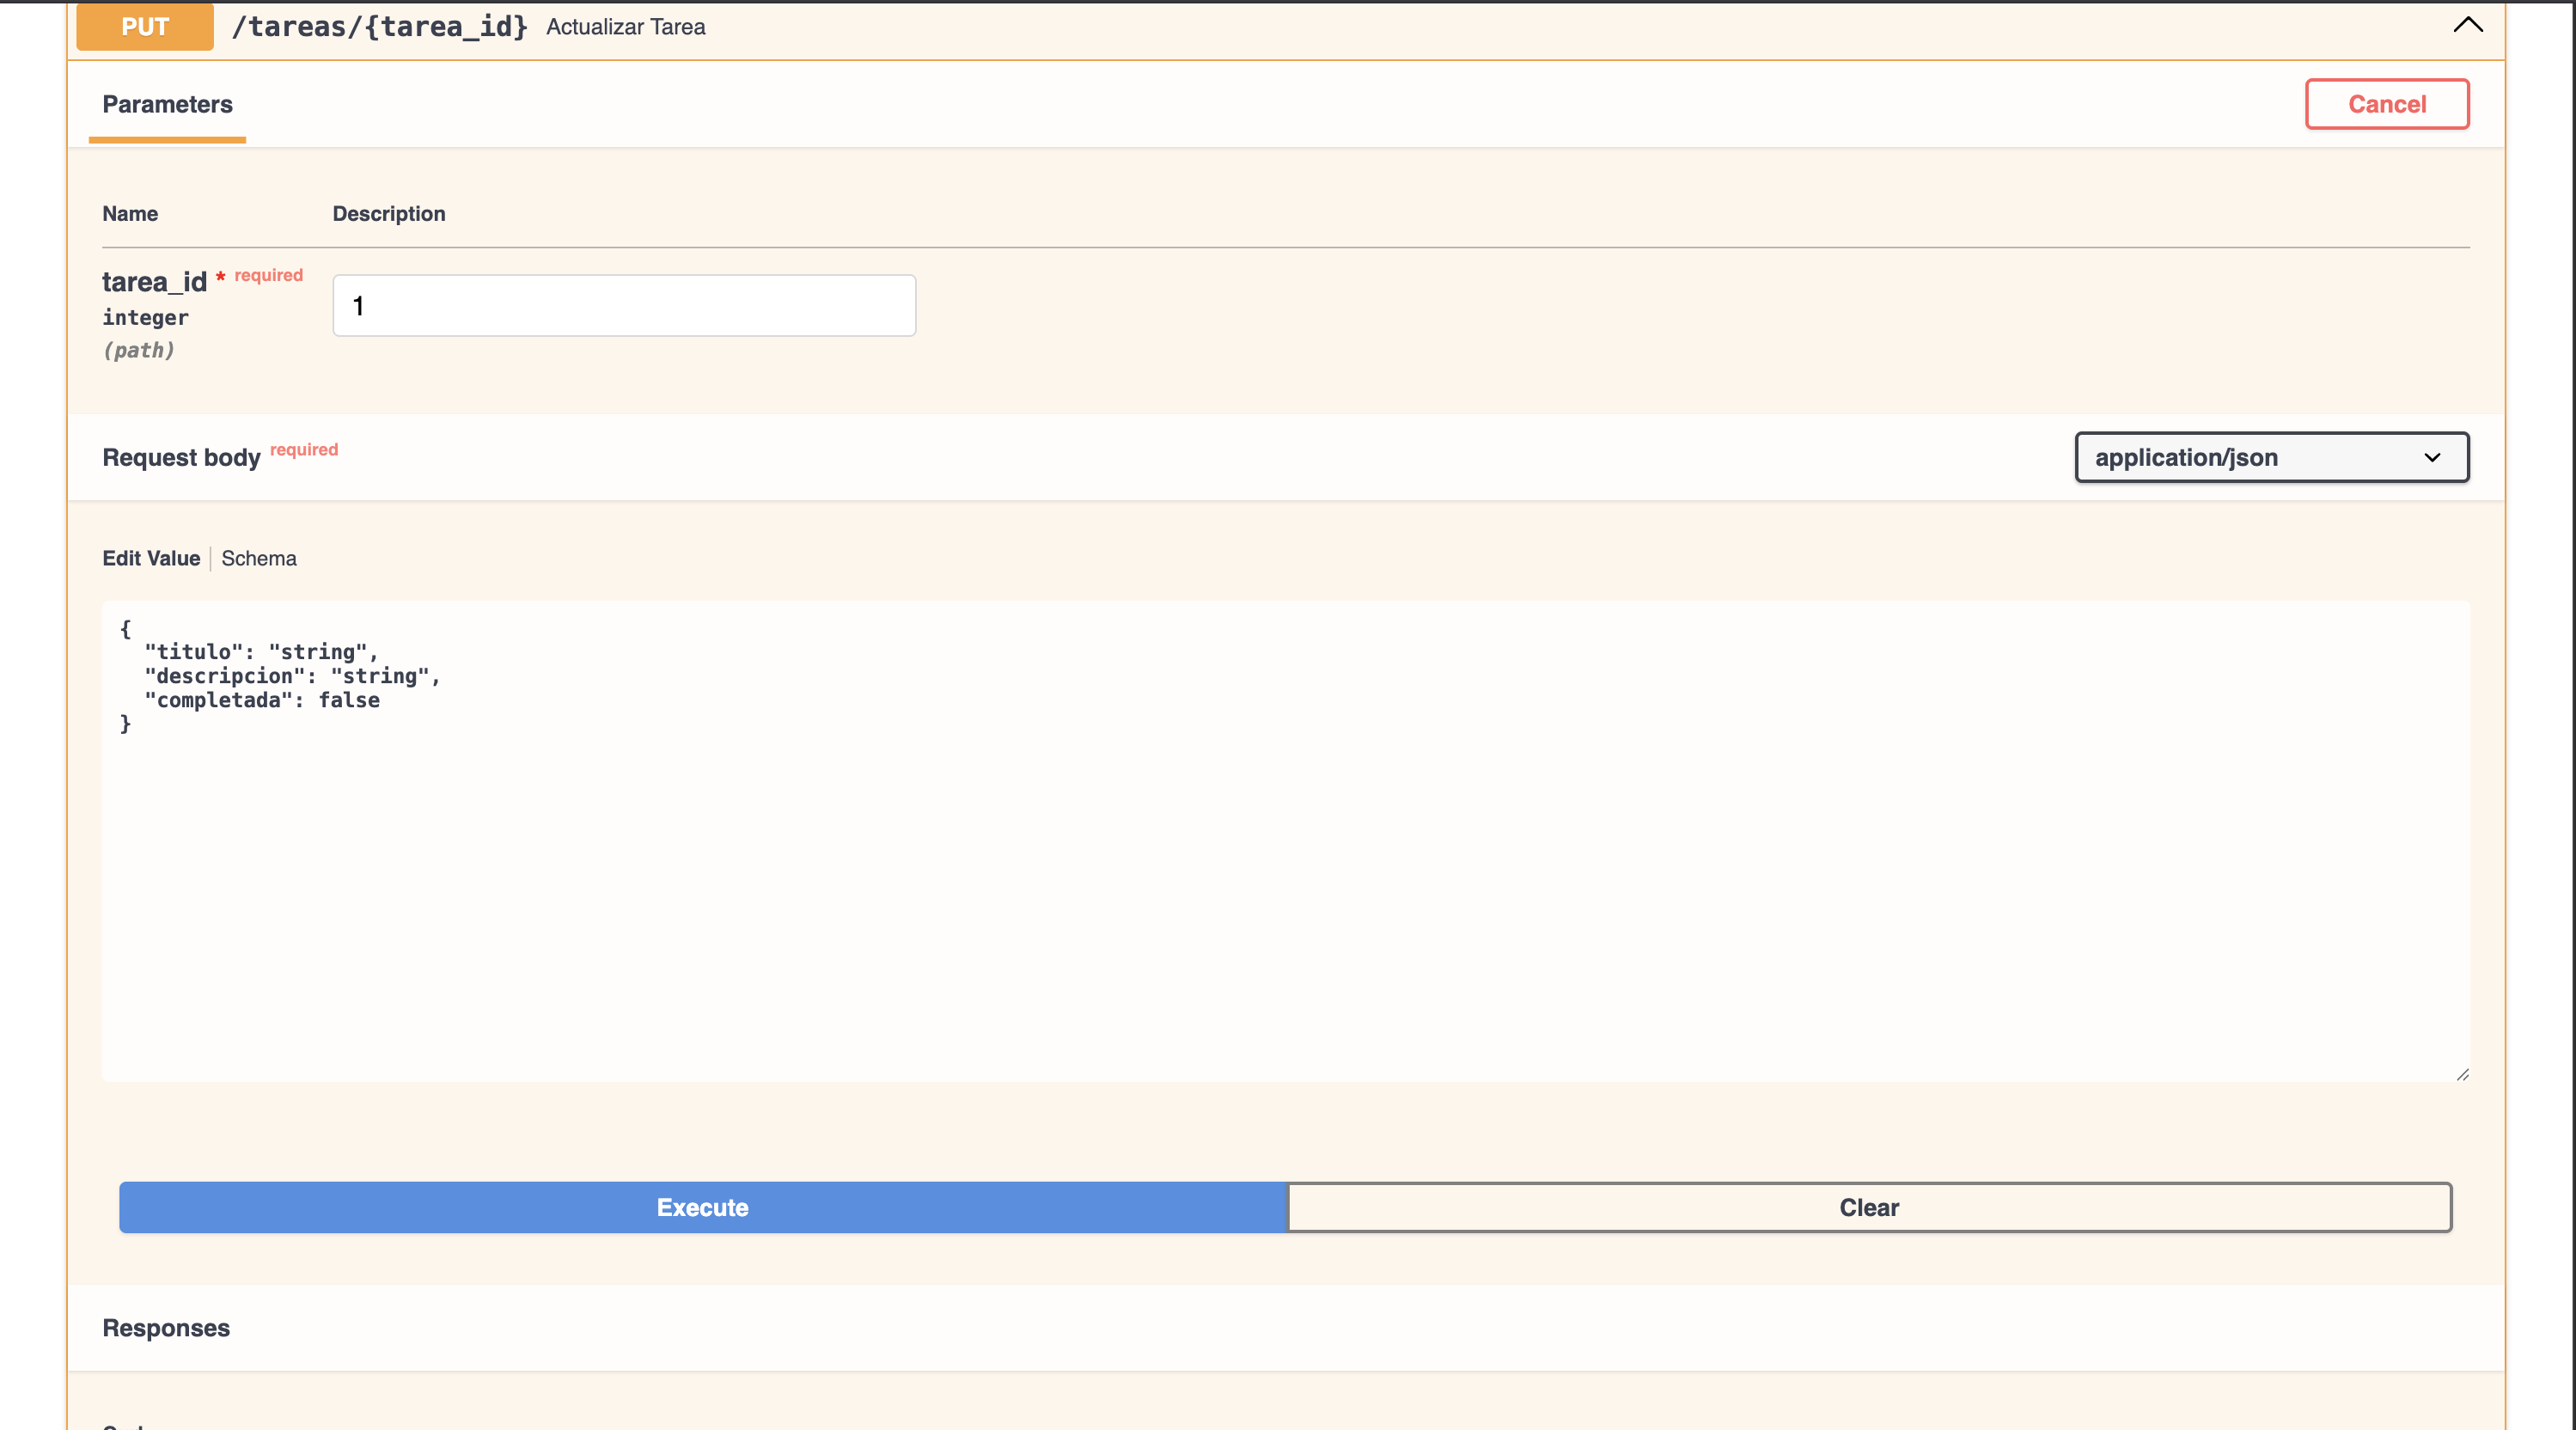 PUT /tareas/{tarea_id} Actualizar Tarea
Parameters
Cancel
Name Description
tarea_id * required
integer
(path)
1
Request body required
application/json
Edit Value | Schema
{
  "titulo": "string",
  "descripcion": "string",
  "completada": false
}
Execute
Clear
Responses